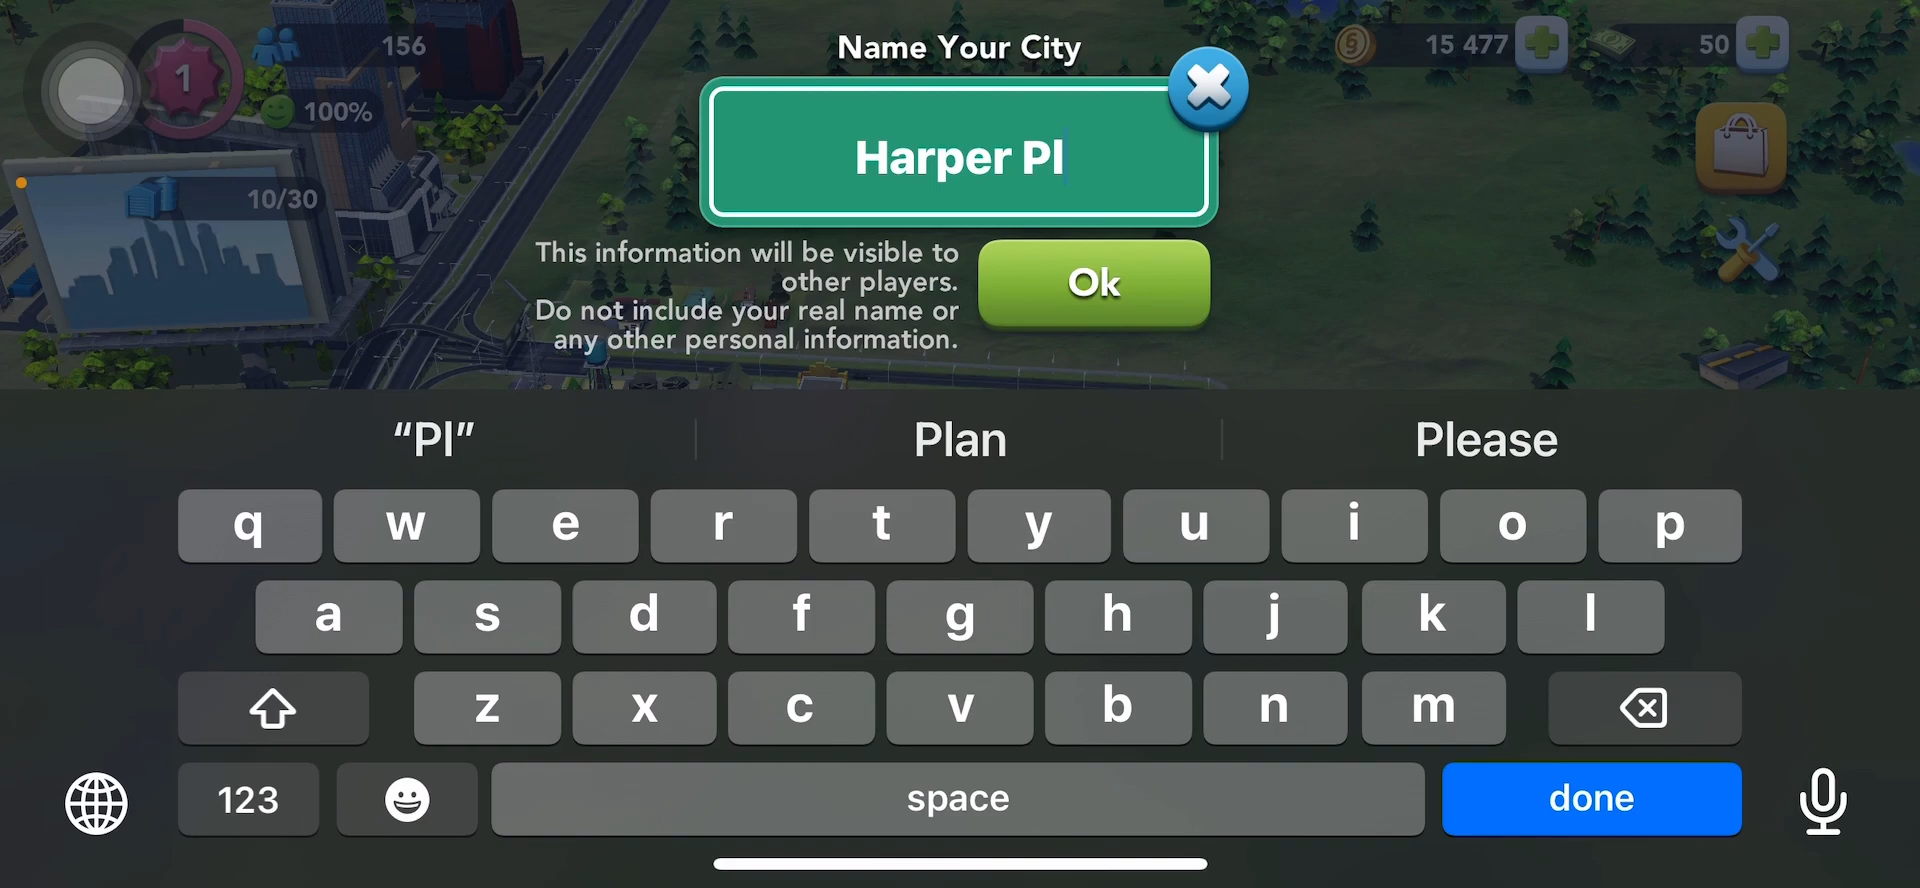 Name Your City
1
156
100%
10/30
15 477
50
Harper Pl
This information will be visible to
other players.
Do not include your real name or
any other personal information.
Ok
“Pl” Plan Please
q w e r t y u i o p
a s d f g h j k l
z x c v b n m
123 space done